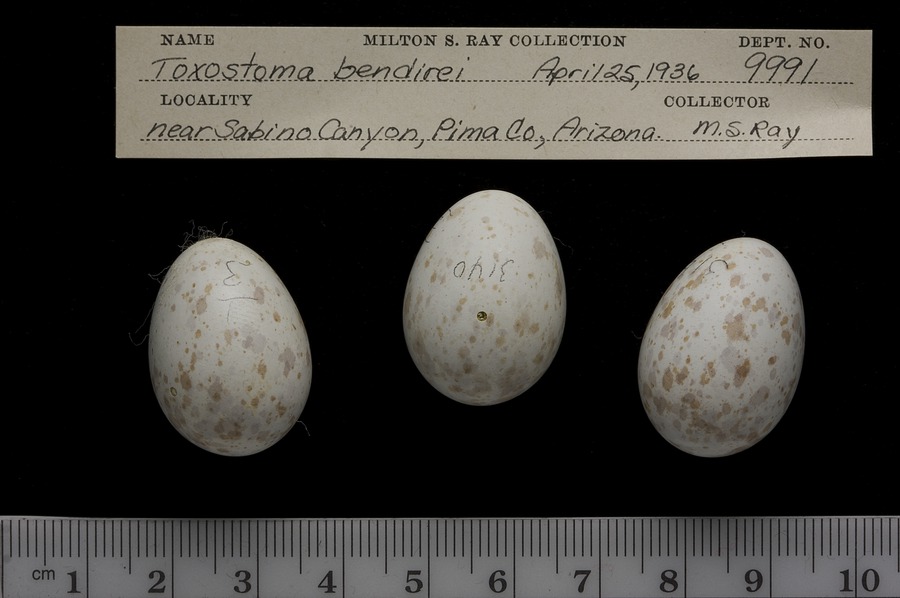 NAME MILTON S. RAY COLLECTION DEPT. NO.
Toxostoma bendirei April 25, 1936 9991
LOCALITY COLLECTOR
near Sabino Canyon, Pima Co., Arizona. M.S. Ray
3140
cm 1 2 3 4 5 6 7 8 9 10